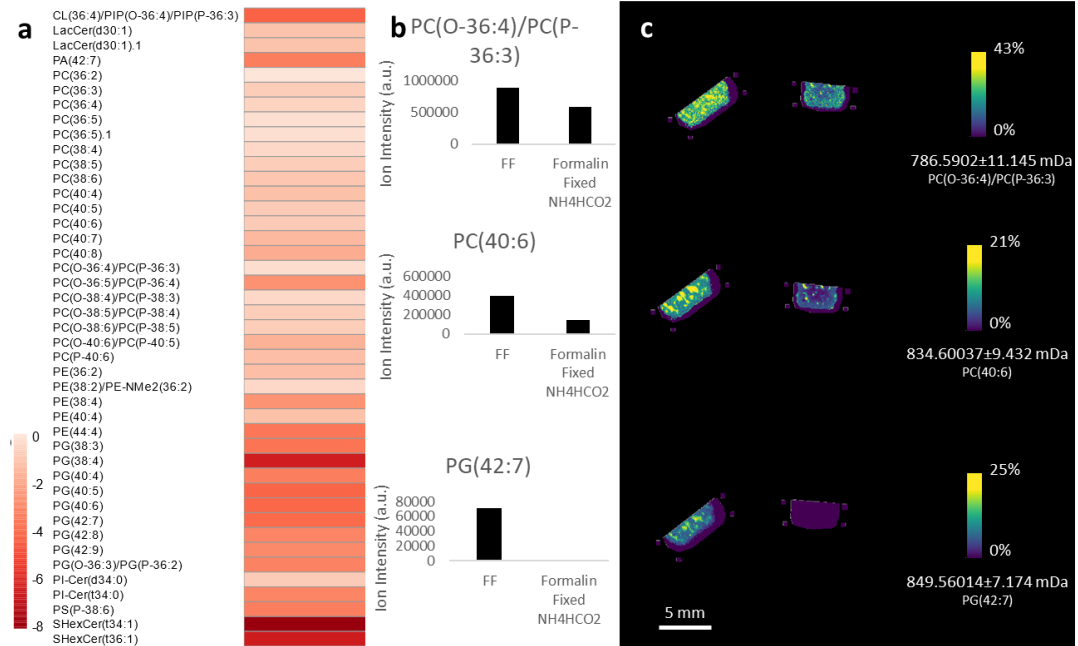 a
CL(36:4)/PIP(O-36:4)/PIP(P-36:3)
LacCer(d30:1)
LacCer(d30:1).1
PA(42:7)
PC(36:2)
PC(36:3)
PC(36:4)
PC(36:5)
PC(36:5).1
PC(38:4)
PC(38:5)
PC(38:6)
PC(40:4)
PC(40:5)
PC(40:6)
PC(40:7)
PC(40:8)
PC(O-36:4)/PC(P-36:3)
PC(O-36:5)/PC(P-36:4)
PC(O-38:4)/PC(P-38:3)
PC(O-38:5)/PC(P-38:4)
PC(O-38:6)/PC(P-38:5)
PC(O-40:6)/PC(P-40:5)
PC(P-40:6)
PE(36:2)
PE(38:2)/PE-NMe2(36:2)
PE(38:4)
PE(40:4)
PE(44:4)
PG(38:3)
PG(38:4)
PG(40:4)
PG(40:5)
PG(40:6)
PG(42:7)
PG(42:8)
PG(42:9)
PG(O-36:3)/PG(P-36:2)
PI-Cer(d34:0)
PI-Cer(t34:0)
PS(P-38:6)
SHexCer(t34:1)
SHexCer(t36:1)
0
-2
-4
-6
-8
b
PC(O-36:4)/PC(P-
36:3)
Ion Intensity (a.u.)
1000000
500000
0
FF
Formalin
Fixed
NH4HCO2
PC(40:6)
Ion Intensity (a.u.)
600000
400000
200000
0
FF
Formalin
Fixed
NH4HCO2
PG(42:7)
Ion Intensity (a.u.)
80000
60000
40000
20000
0
FF
Formalin
Fixed
NH4HCO2
c
43%
0%
786.5902±11.145 mDa
PC(O-36:4)/PC(P-36:3)
21%
0%
834.60037±9.432 mDa
PC(40:6)
25%
0%
849.56014±7.174 mDa
PG(42:7)
5 mm